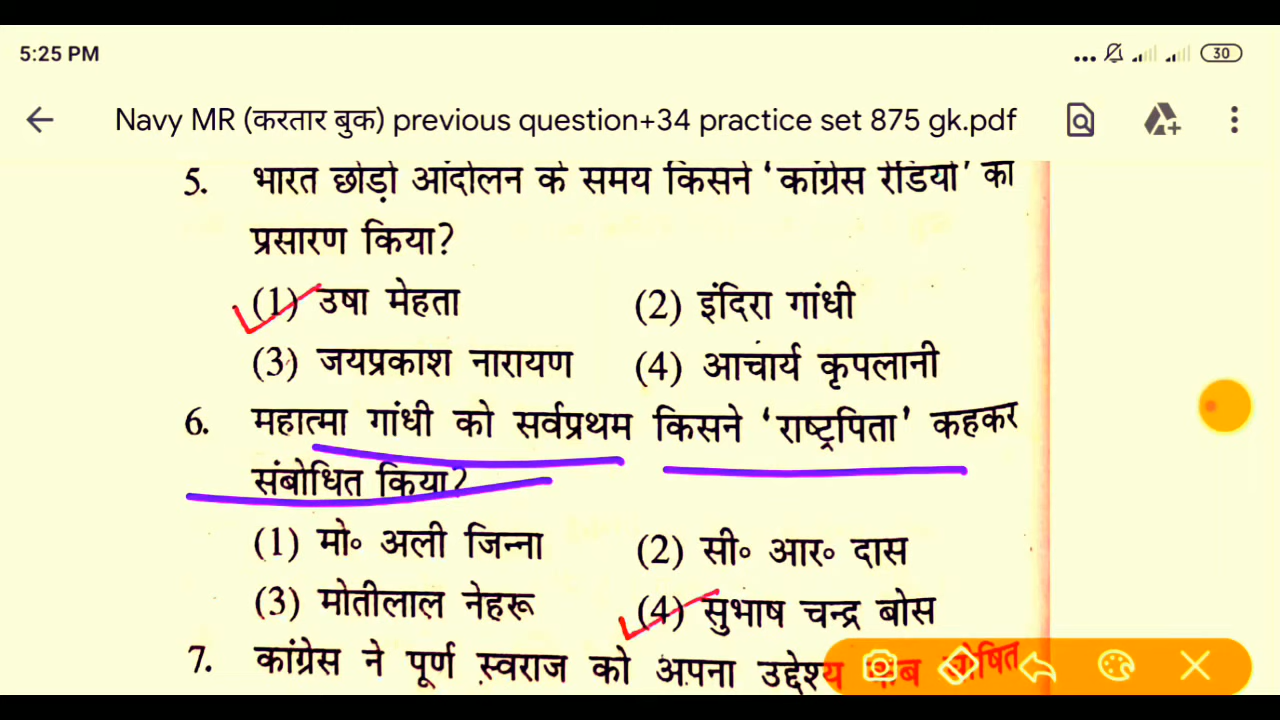 5:25 PM
30
Navy MR (करतार बुक) previous question+34 practice set 875 gk.pdf
5. भारत छोड़ो आंदोलन के समय किसने ‘कांग्रेस रेडियो’ का
प्रसारण किया?
(1) उषा मेहता (2) इंदिरा गांधी
(3) जयप्रकाश नारायण (4) आचार्य कृपलानी
6. महात्मा गांधी को सर्वप्रथम किसने ‘राष्ट्रपिता’ कहकर
संबोधित किया?
(1) मो॰ अली जिन्ना (2) सी॰ आर॰ दास
(3) मोतीलाल नेहरू (4) सुभाष चन्द्र बोस
7. कांग्रेस ने पूर्ण स्वराज को अपना उद्देश्य